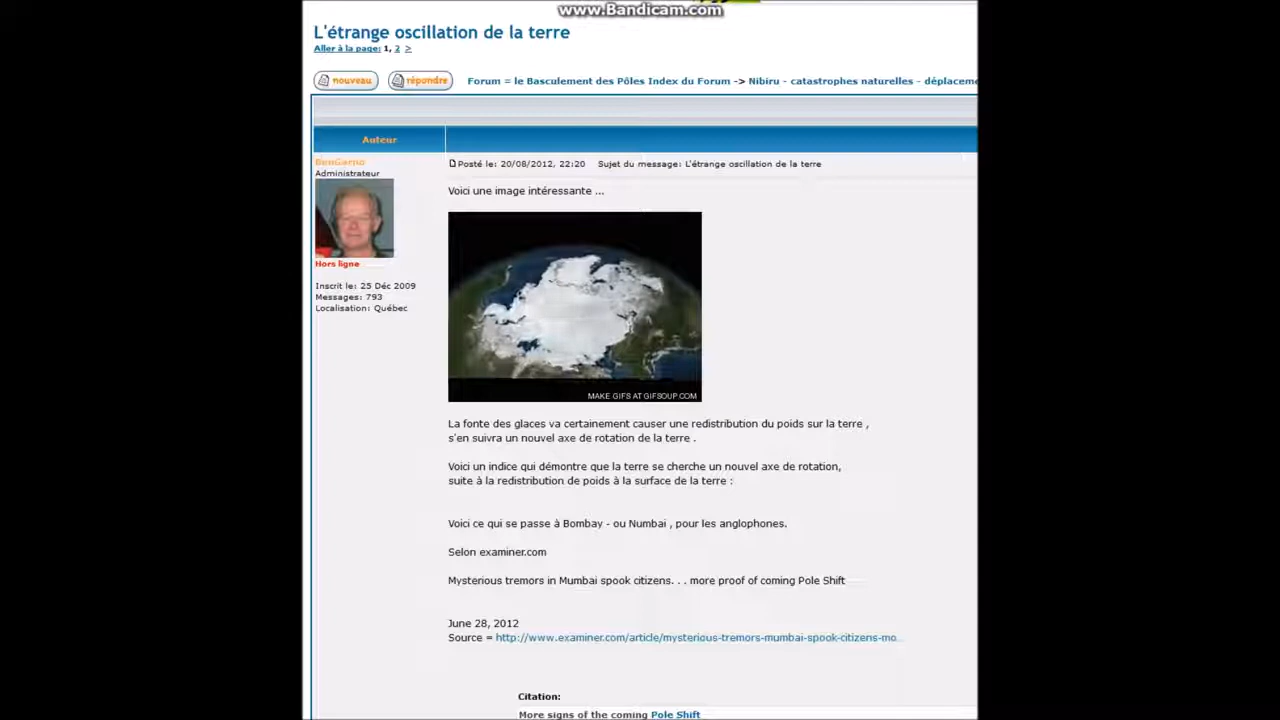 www.Bandicam.com
L'étrange oscillation de la terre
Aller à la page: 1, 2 >
nouveau répondre Forum = le Basculement des Pôles Index du Forum -> Nibiru - catastrophes naturelles - déplaceme
Auteur
BenGarno
Administrateur
Hors ligne
Inscrit le: 25 Déc 2009
Messages: 793
Localisation: Québec
Posté le: 20/08/2012, 22:20 Sujet du message: L'étrange oscillation de la terre
Voici une image intéressante ...
MAKE GIFS AT GIFSOUP.COM
La fonte des glaces va certainement causer une redistribution du poids sur la terre ,
s'en suivra un nouvel axe de rotation de la terre .
Voici un indice qui démontre que la terre se cherche un nouvel axe de rotation,
suite à la redistribution de poids à la surface de la terre :
Voici ce qui se passe à Bombay - ou Numbai , pour les anglophones.
Selon examiner.com
Mysterious tremors in Mumbai spook citizens. . . more proof of coming Pole Shift
June 28, 2012
Source = http://www.examiner.com/article/mysterious-tremors-mumbai-spook-citizens-mo...
Citation:
More signs of the coming Pole Shift